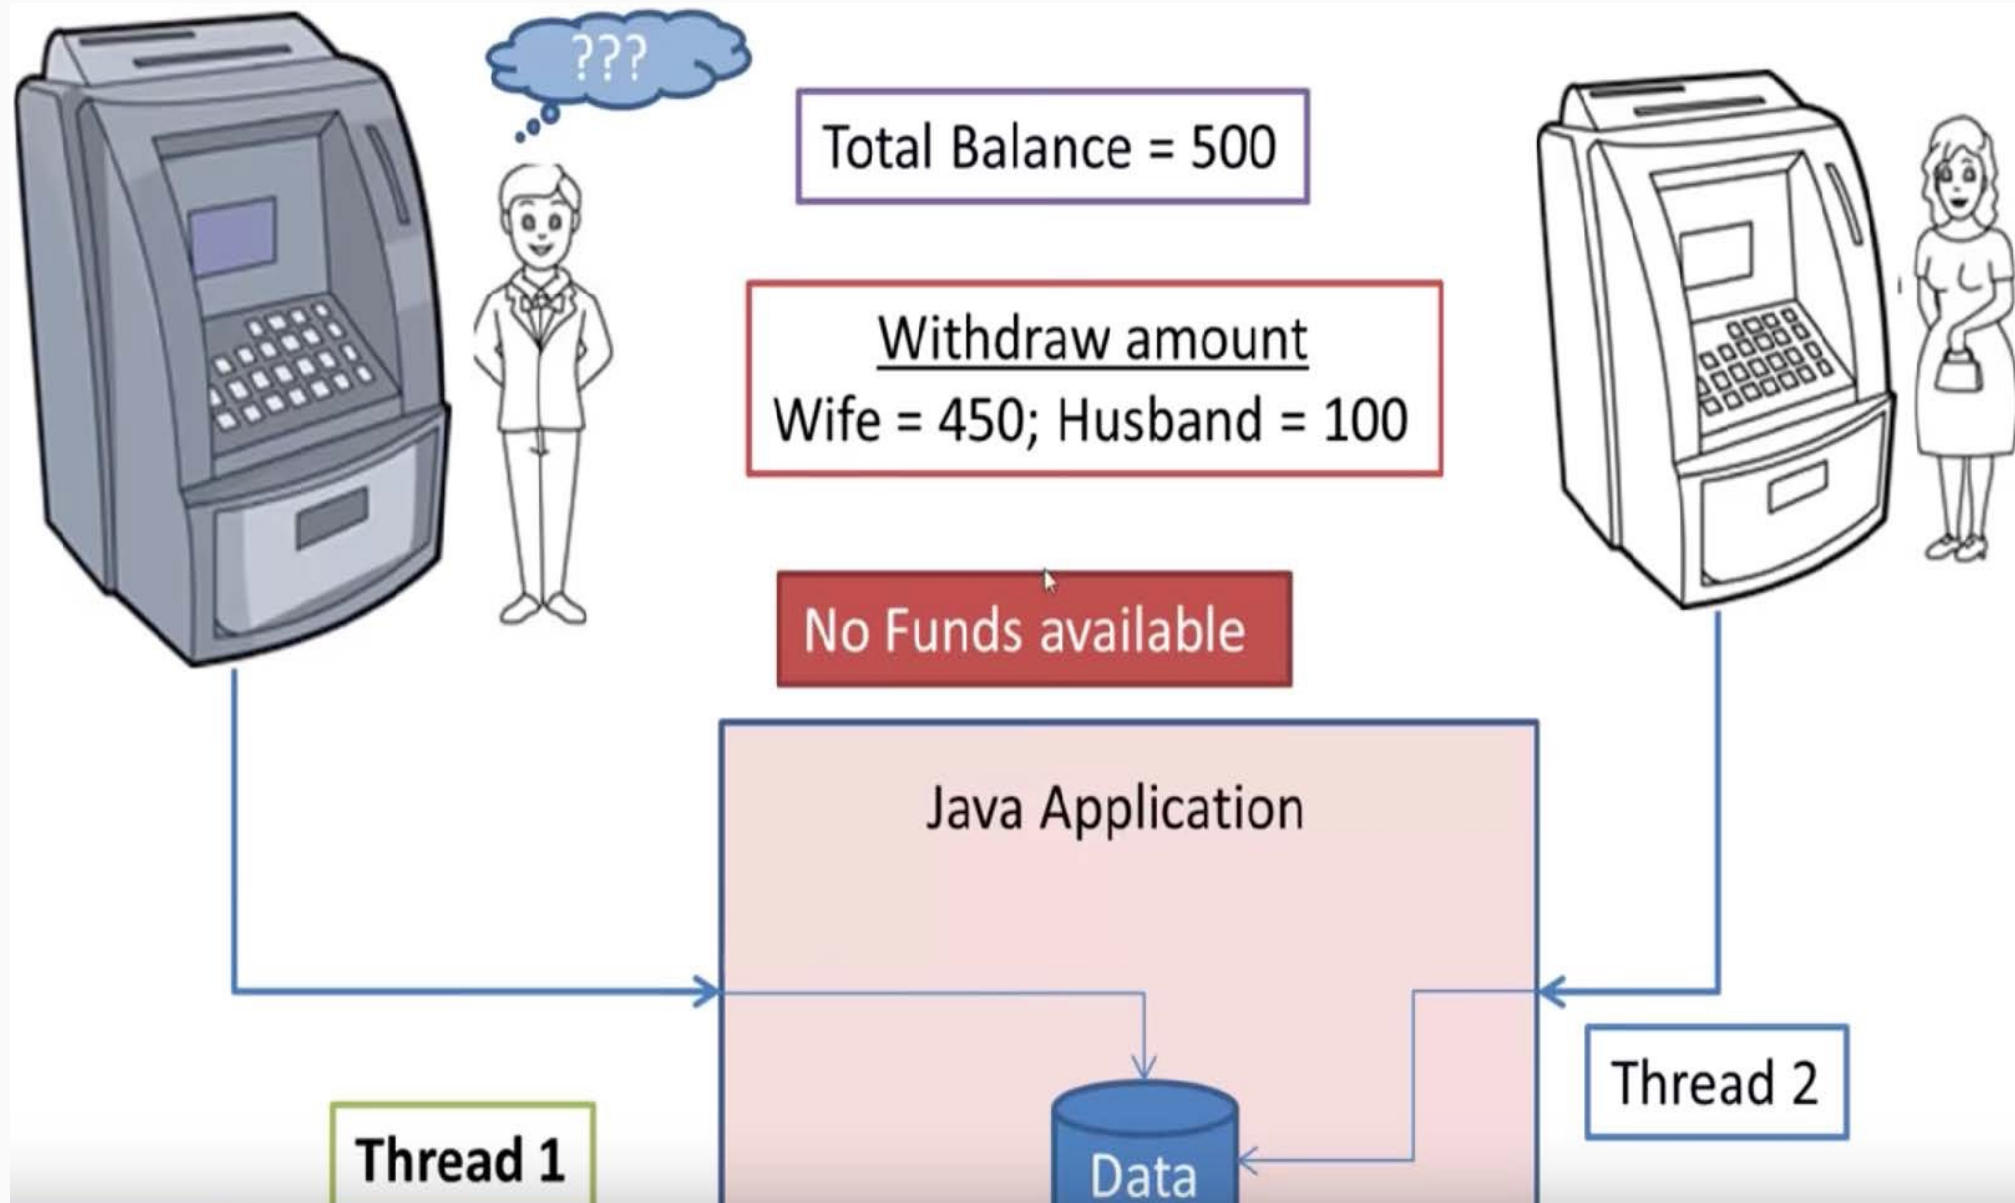 ???
Total Balance = 500
Withdraw amount
Wife = 450; Husband = 100
No Funds available
Java Application
Thread 2
Thread 1
Data